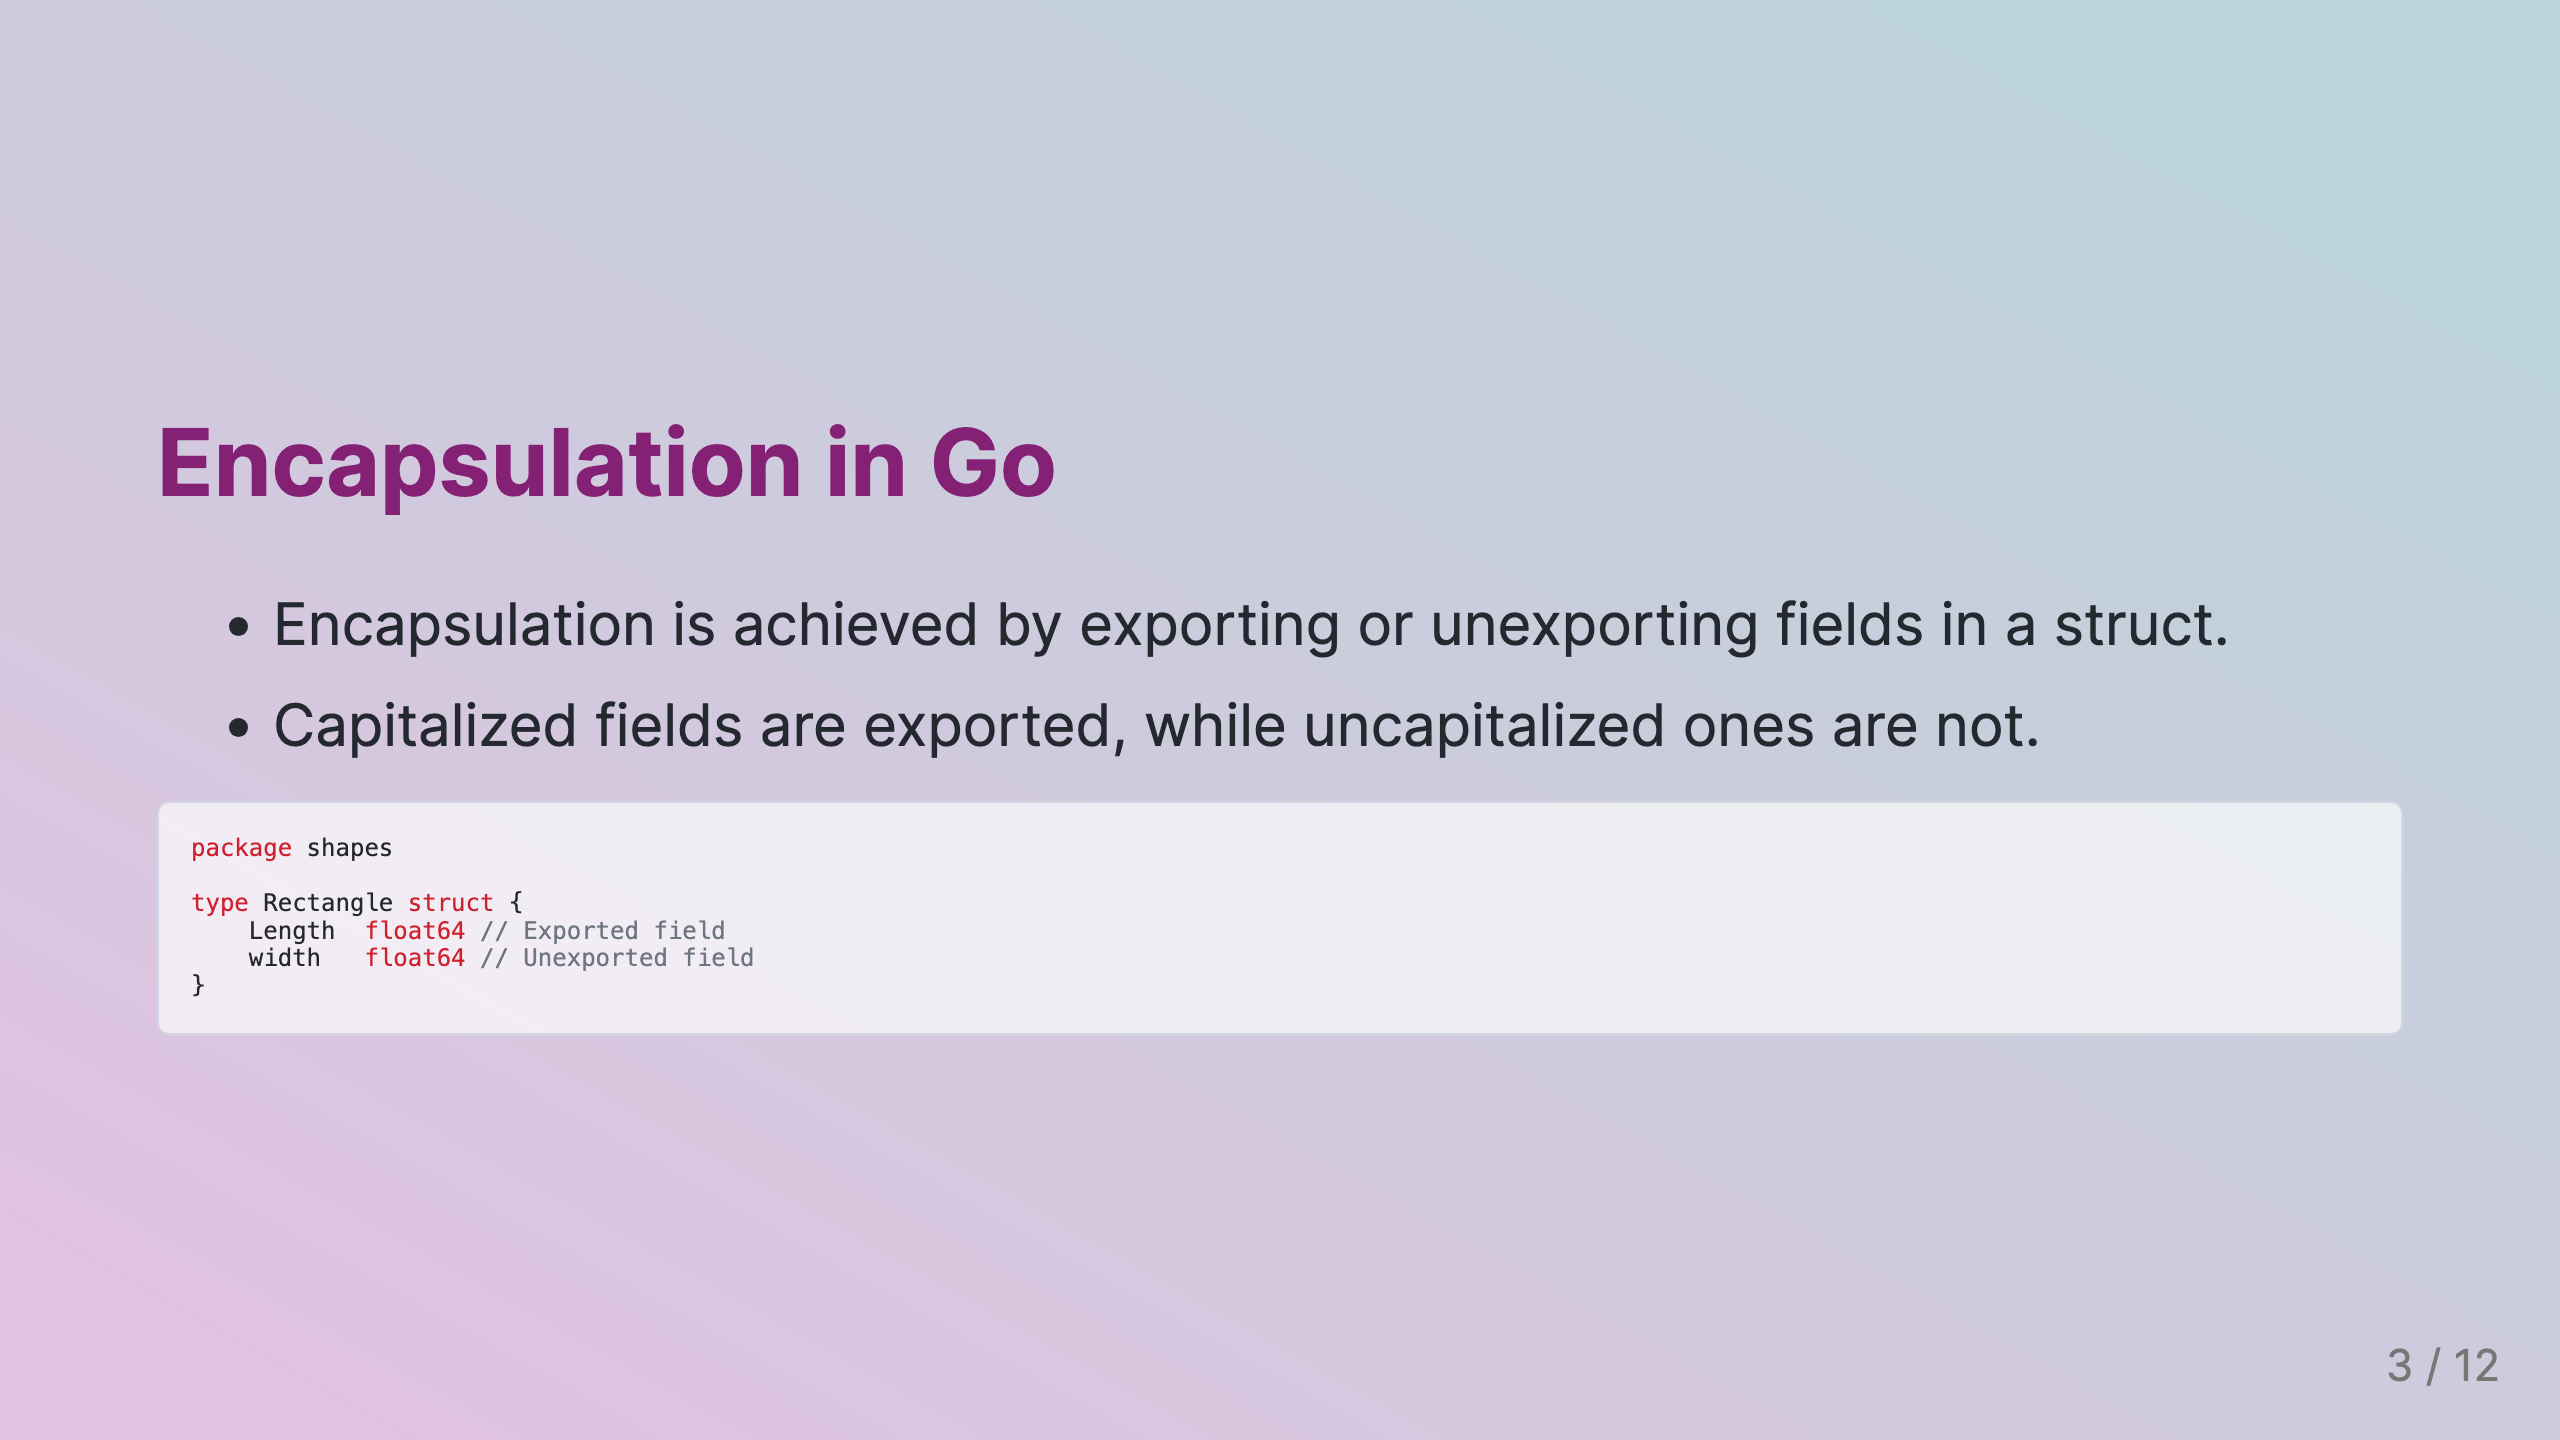 Encapsulation in Go
• Encapsulation is achieved by exporting or unexporting fields in a struct.
• Capitalized fields are exported, while uncapitalized ones are not.
package shapes
type Rectangle struct {
    Length  float64 // Exported field
    width   float64 // Unexported field
}
3 / 12